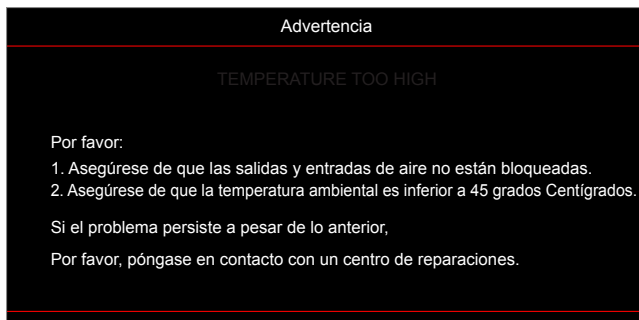 Advertencia
TEMPERATURE TOO HIGH
Por favor:
1. Asegúrese de que las salidas y entradas de aire no están bloqueadas.
2. Asegúrese de que la temperatura ambiental es inferior a 45 grados Centígrados.
Si el problema persiste a pesar de lo anterior,
Por favor, póngase en contacto con un centro de reparaciones.